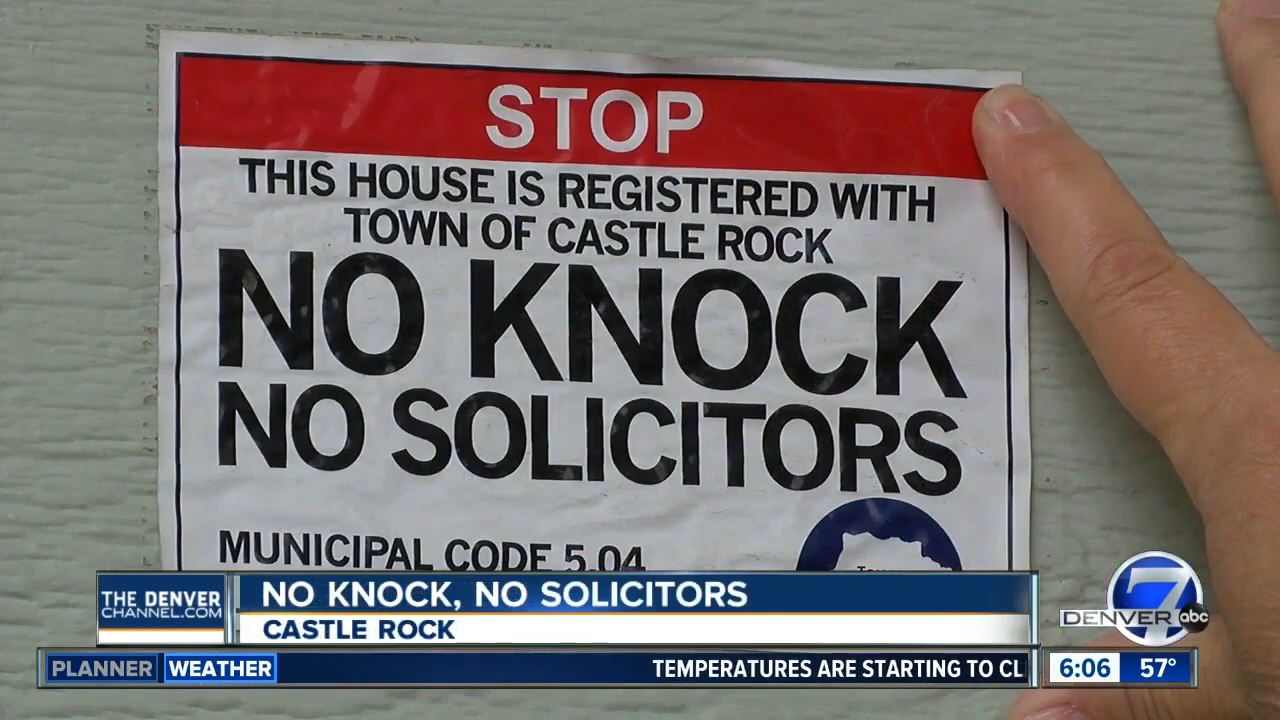 STOP
THIS HOUSE IS REGISTERED WITH
TOWN OF CASTLE ROCK
NO KNOCK
NO SOLICITORS
MUNICIPAL CODE 5.04
THE DENVER
CHANNEL.COM
NO KNOCK, NO SOLICITORS
CASTLE ROCK
DENVER 7 abc
PLANNER WEATHER TEMPERATURES ARE STARTING TO CL 6:06 57°